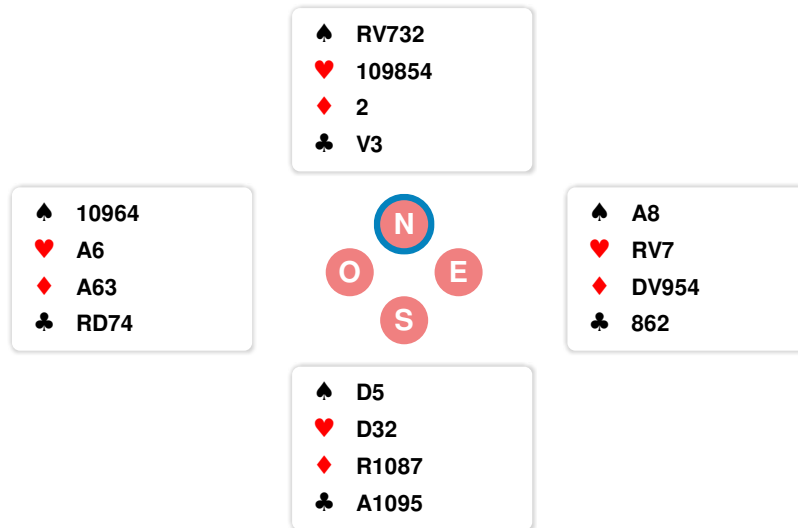 ♠ RV732
♥ 109854
♦ 2
♣ V3
♠ 10964
♥ A6
♦ A63
♣ RD74
N
O E
S
♠ A8
♥ RV7
♦ DV954
♣ 862
♠ D5
♥ D32
♦ R1087
♣ A1095